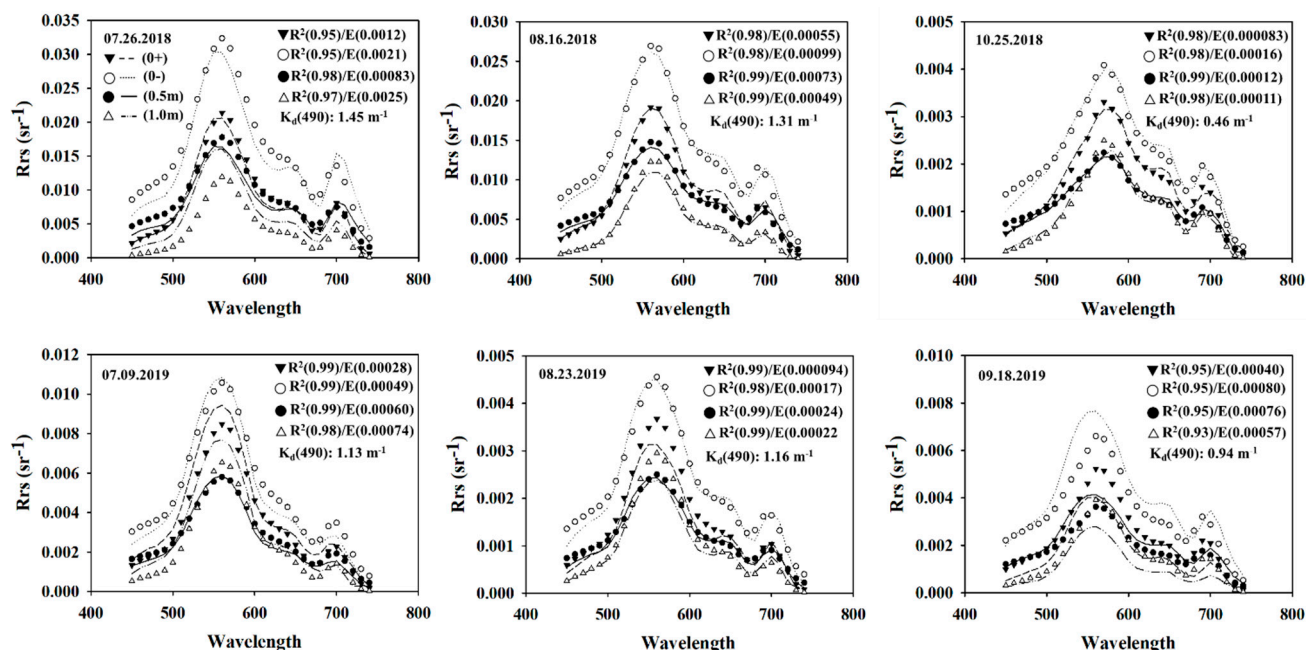 0.035
0.030
0.025
0.020
0.015
0.010
0.005
0.000
Rrs (sr-1)
07.26.2018
(0+)
(0-)
(0.5m)
(1.0m)
R2(0.95)/E(0.0012)
R2(0.95)/E(0.0021)
R2(0.98)/E(0.00083)
R2(0.97)/E(0.0025)
Kd(490): 1.45 m-1
400 500 600 700 800
Wavelength
0.030
0.025
0.020
0.015
0.010
0.005
0.000
Rrs (sr-1)
08.16.2018
R2(0.98)/E(0.00055)
R2(0.98)/E(0.00099)
R2(0.99)/E(0.00073)
R2(0.99)/E(0.00049)
Kd(490): 1.31 m-1
400 500 600 700 800
Wavelength
0.005
0.004
0.003
0.002
0.001
0.000
Rrs (sr-1)
10.25.2018
R2(0.98)/E(0.000083)
R2(0.98)/E(0.00016)
R2(0.99)/E(0.00012)
R2(0.98)/E(0.00011)
Kd(490): 0.46 m-1
400 500 600 700 800
Wavelength
0.012
0.010
0.008
0.006
0.004
0.002
0.000
Rrs (sr-1)
07.09.2019
R2(0.99)/E(0.00028)
R2(0.99)/E(0.00049)
R2(0.99)/E(0.00060)
R2(0.98)/E(0.00074)
Kd(490): 1.13 m-1
400 500 600 700 800
Wavelength
0.005
0.004
0.003
0.002
0.001
0.000
Rrs (sr-1)
08.23.2019
R2(0.99)/E(0.000094)
R2(0.98)/E(0.00017)
R2(0.99)/E(0.00024)
R2(0.99)/E(0.00022
Kd(490): 1.16 m-1
400 500 600 700 800
Wavelength
0.010
0.008
0.006
0.004
0.002
0.000
Rrs (sr-1)
09.18.2019
R2(0.95)/E(0.00040)
R2(0.95)/E(0.00080)
R2(0.95)/E(0.00076)
R2(0.93)/E(0.00057)
Kd(490): 0.94 m-1
400 500 600 700 800
Wavelength